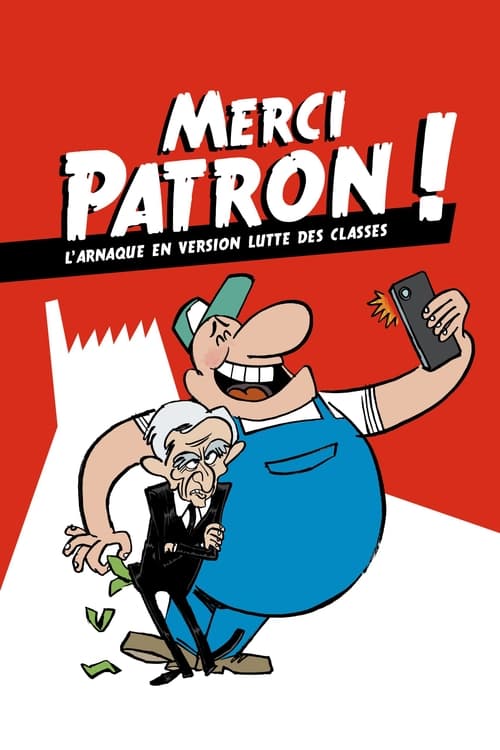 MERCI
PATRON !
L'ARNAQUE EN VERSION LUTTE DES CLASSES